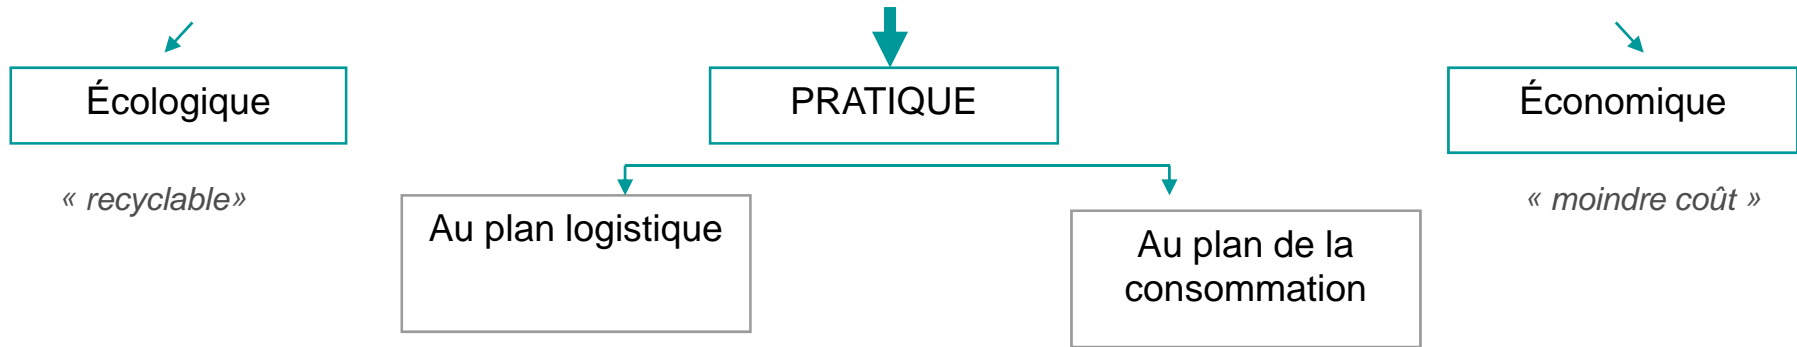 Écologique
PRATIQUE
Économique
« recyclable»
« moindre coût »
Au plan logistique
Au plan de la
consommation